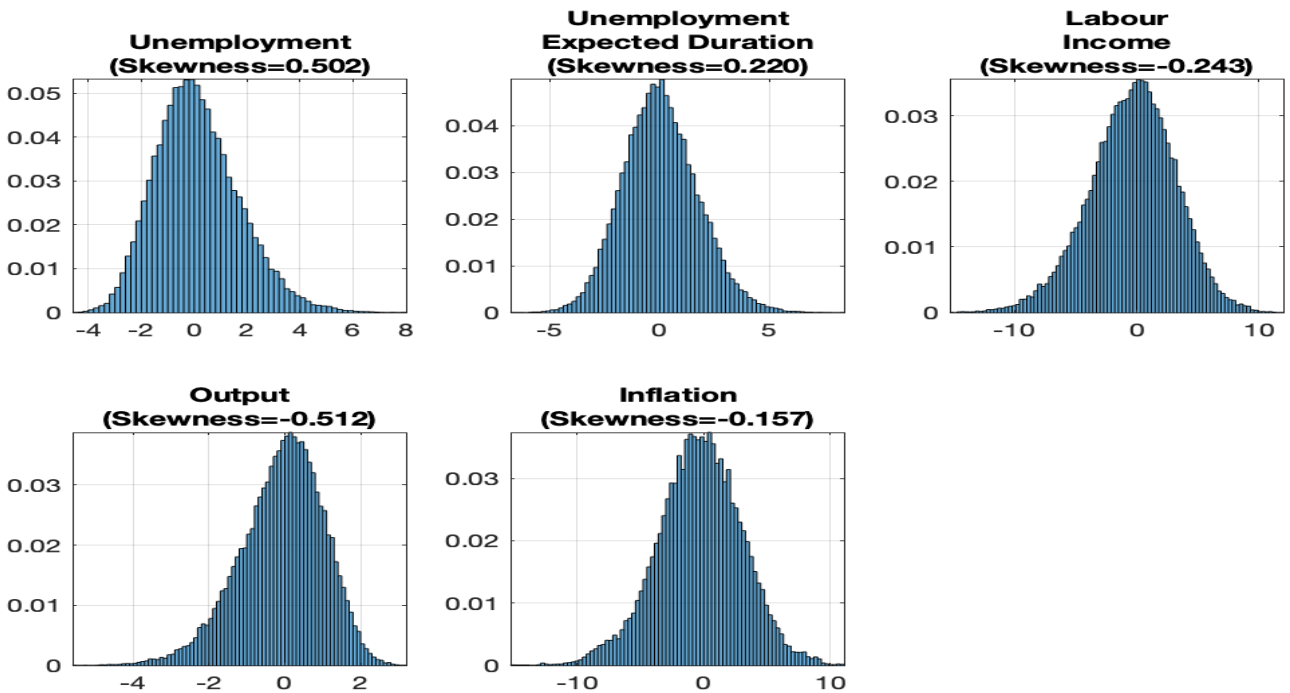 Unemployment
(Skewness=0.502)
0.05
0.04
0.03
0.02
0.01
0
-4 -2 0 2 4 6 8
Unemployment
Expected Duration
(Skewness=0.220)
0.04
0.03
0.02
0.01
0
-5 0 5
Labour
Income
(Skewness=-0.243)
0.03
0.02
0.01
0
-10 0 10
Output
(Skewness=-0.512)
0.03
0.02
0.01
0
-4 -2 0 2
Inflation
(Skewness=-0.157)
0.03
0.02
0.01
0
-10 0 10